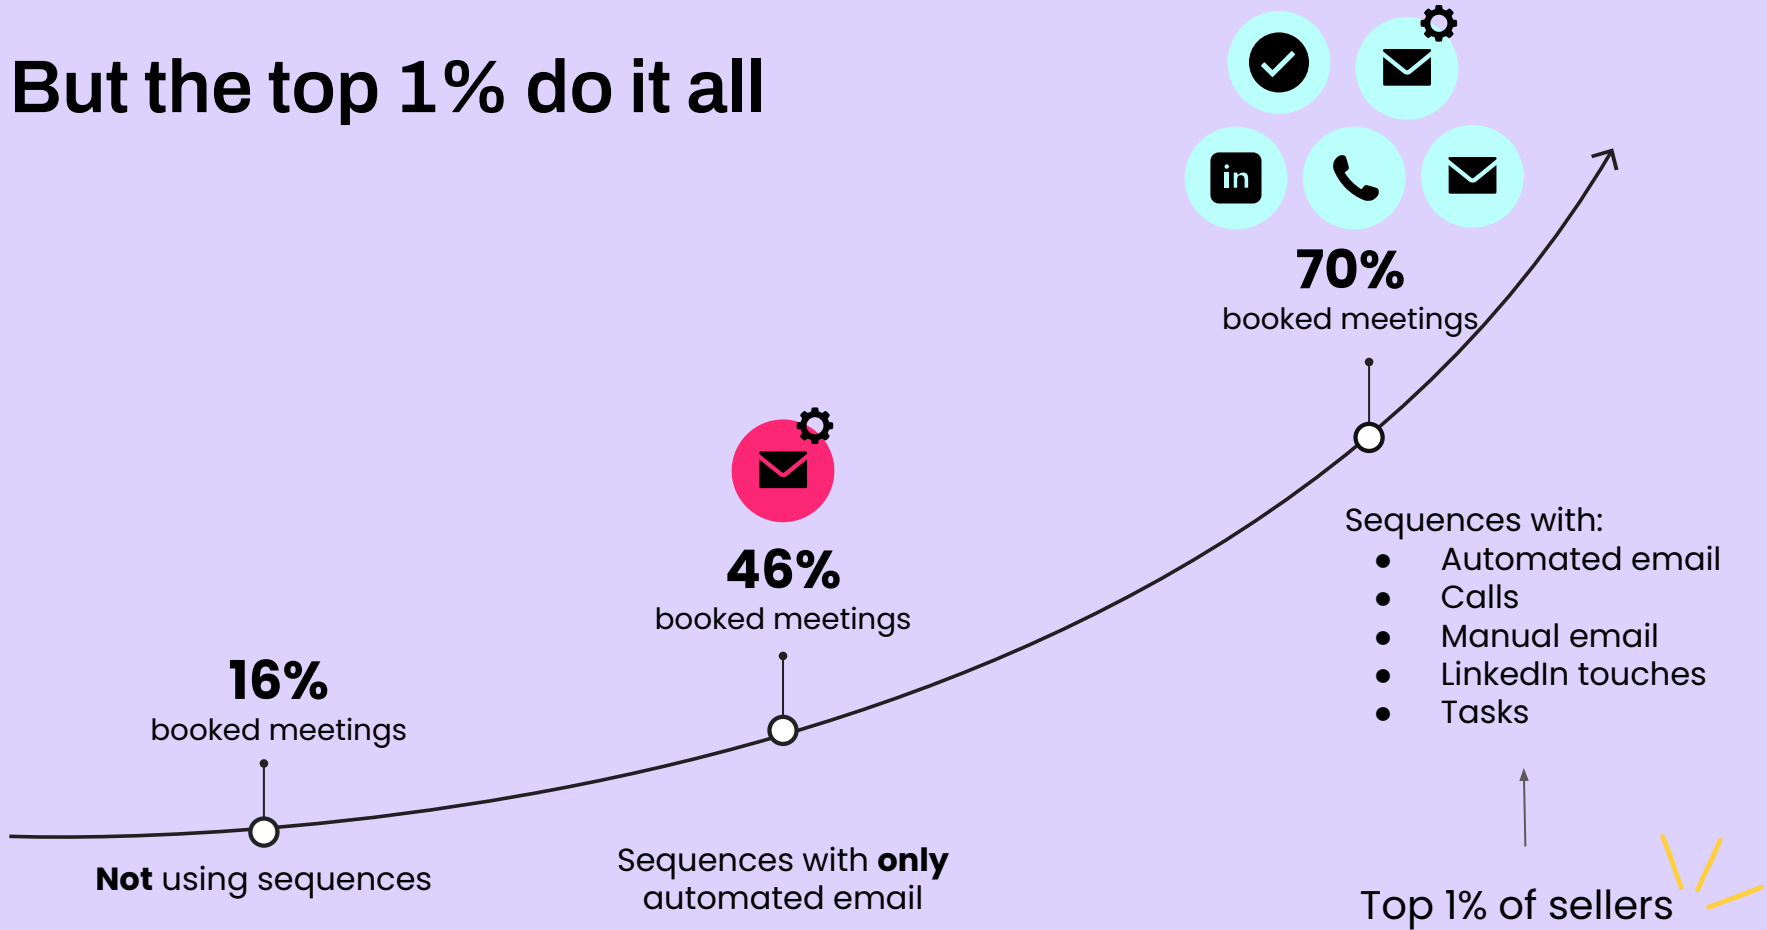 But the top 1% do it all
in
70%
booked meetings
46%
booked meetings
16%
booked meetings
Not using sequences
Sequences with only
automated email
Sequences with:
● Automated email
● Calls
● Manual email
● LinkedIn touches
● Tasks
Top 1% of sellers